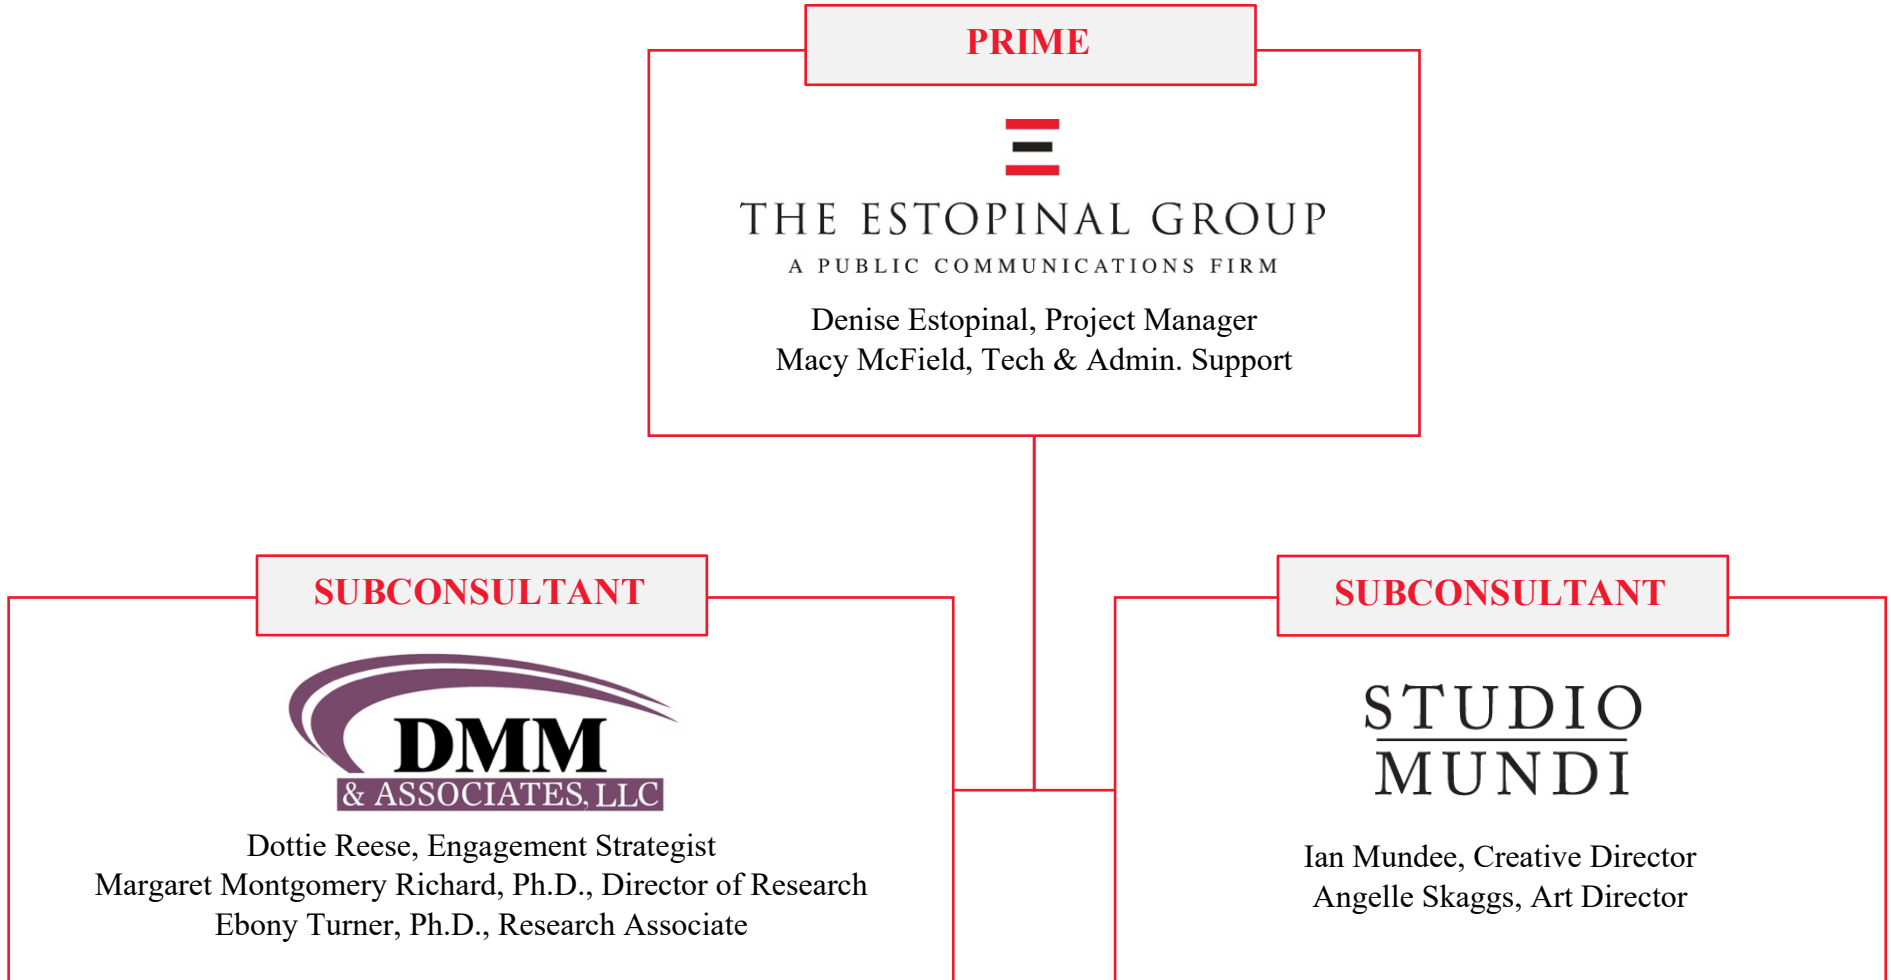 PRIME
THE ESTOPINAL GROUP
A PUBLIC COMMUNICATIONS FIRM
Denise Estopinal, Project Manager
Macy McField, Tech & Admin. Support
SUBCONSULTANT
DMM
& ASSOCIATES, LLC
Dottie Reese, Engagement Strategist
Margaret Montgomery Richard, Ph.D., Director of Research
Ebony Turner, Ph.D., Research Associate
SUBCONSULTANT
STUDIO
MUNDI
Ian Mundee, Creative Director
Angelle Skaggs, Art Director